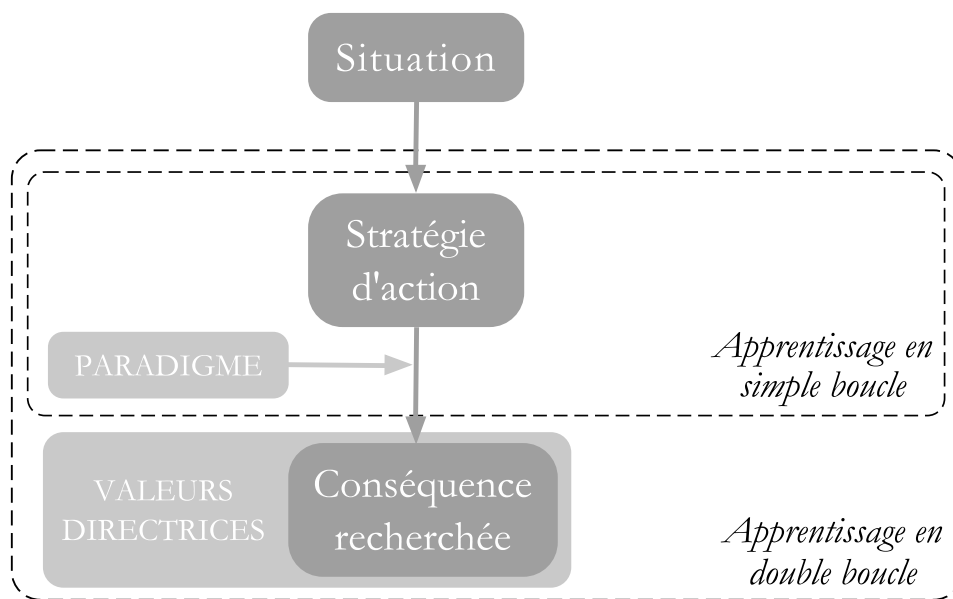 Situation
Stratégie
d'action
PARADIGME
Apprentissage en
simple boucle
VALEURS
DIRECTRICES
Conséquence
recherchée
Apprentissage en
double boucle